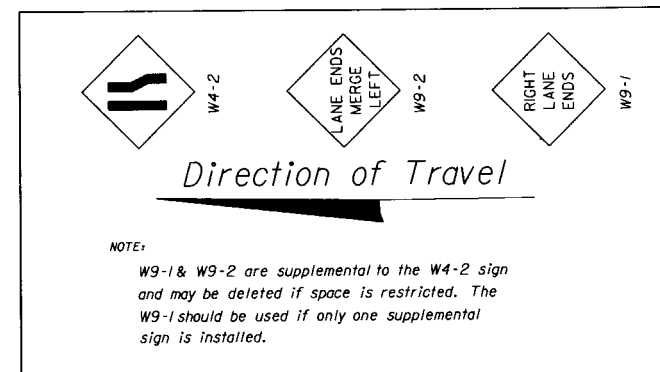 LANE ENDS
MERGE
LEFT
RIGHT
LANE
ENDS
W4-2
W9-2
W9-1
Direction of Travel
NOTE:
W9-1 & W9-2 are supplemental to the W4-2 sign
and may be deleted if space is restricted. The
W9-1 should be used if only one supplemental
sign is installed.